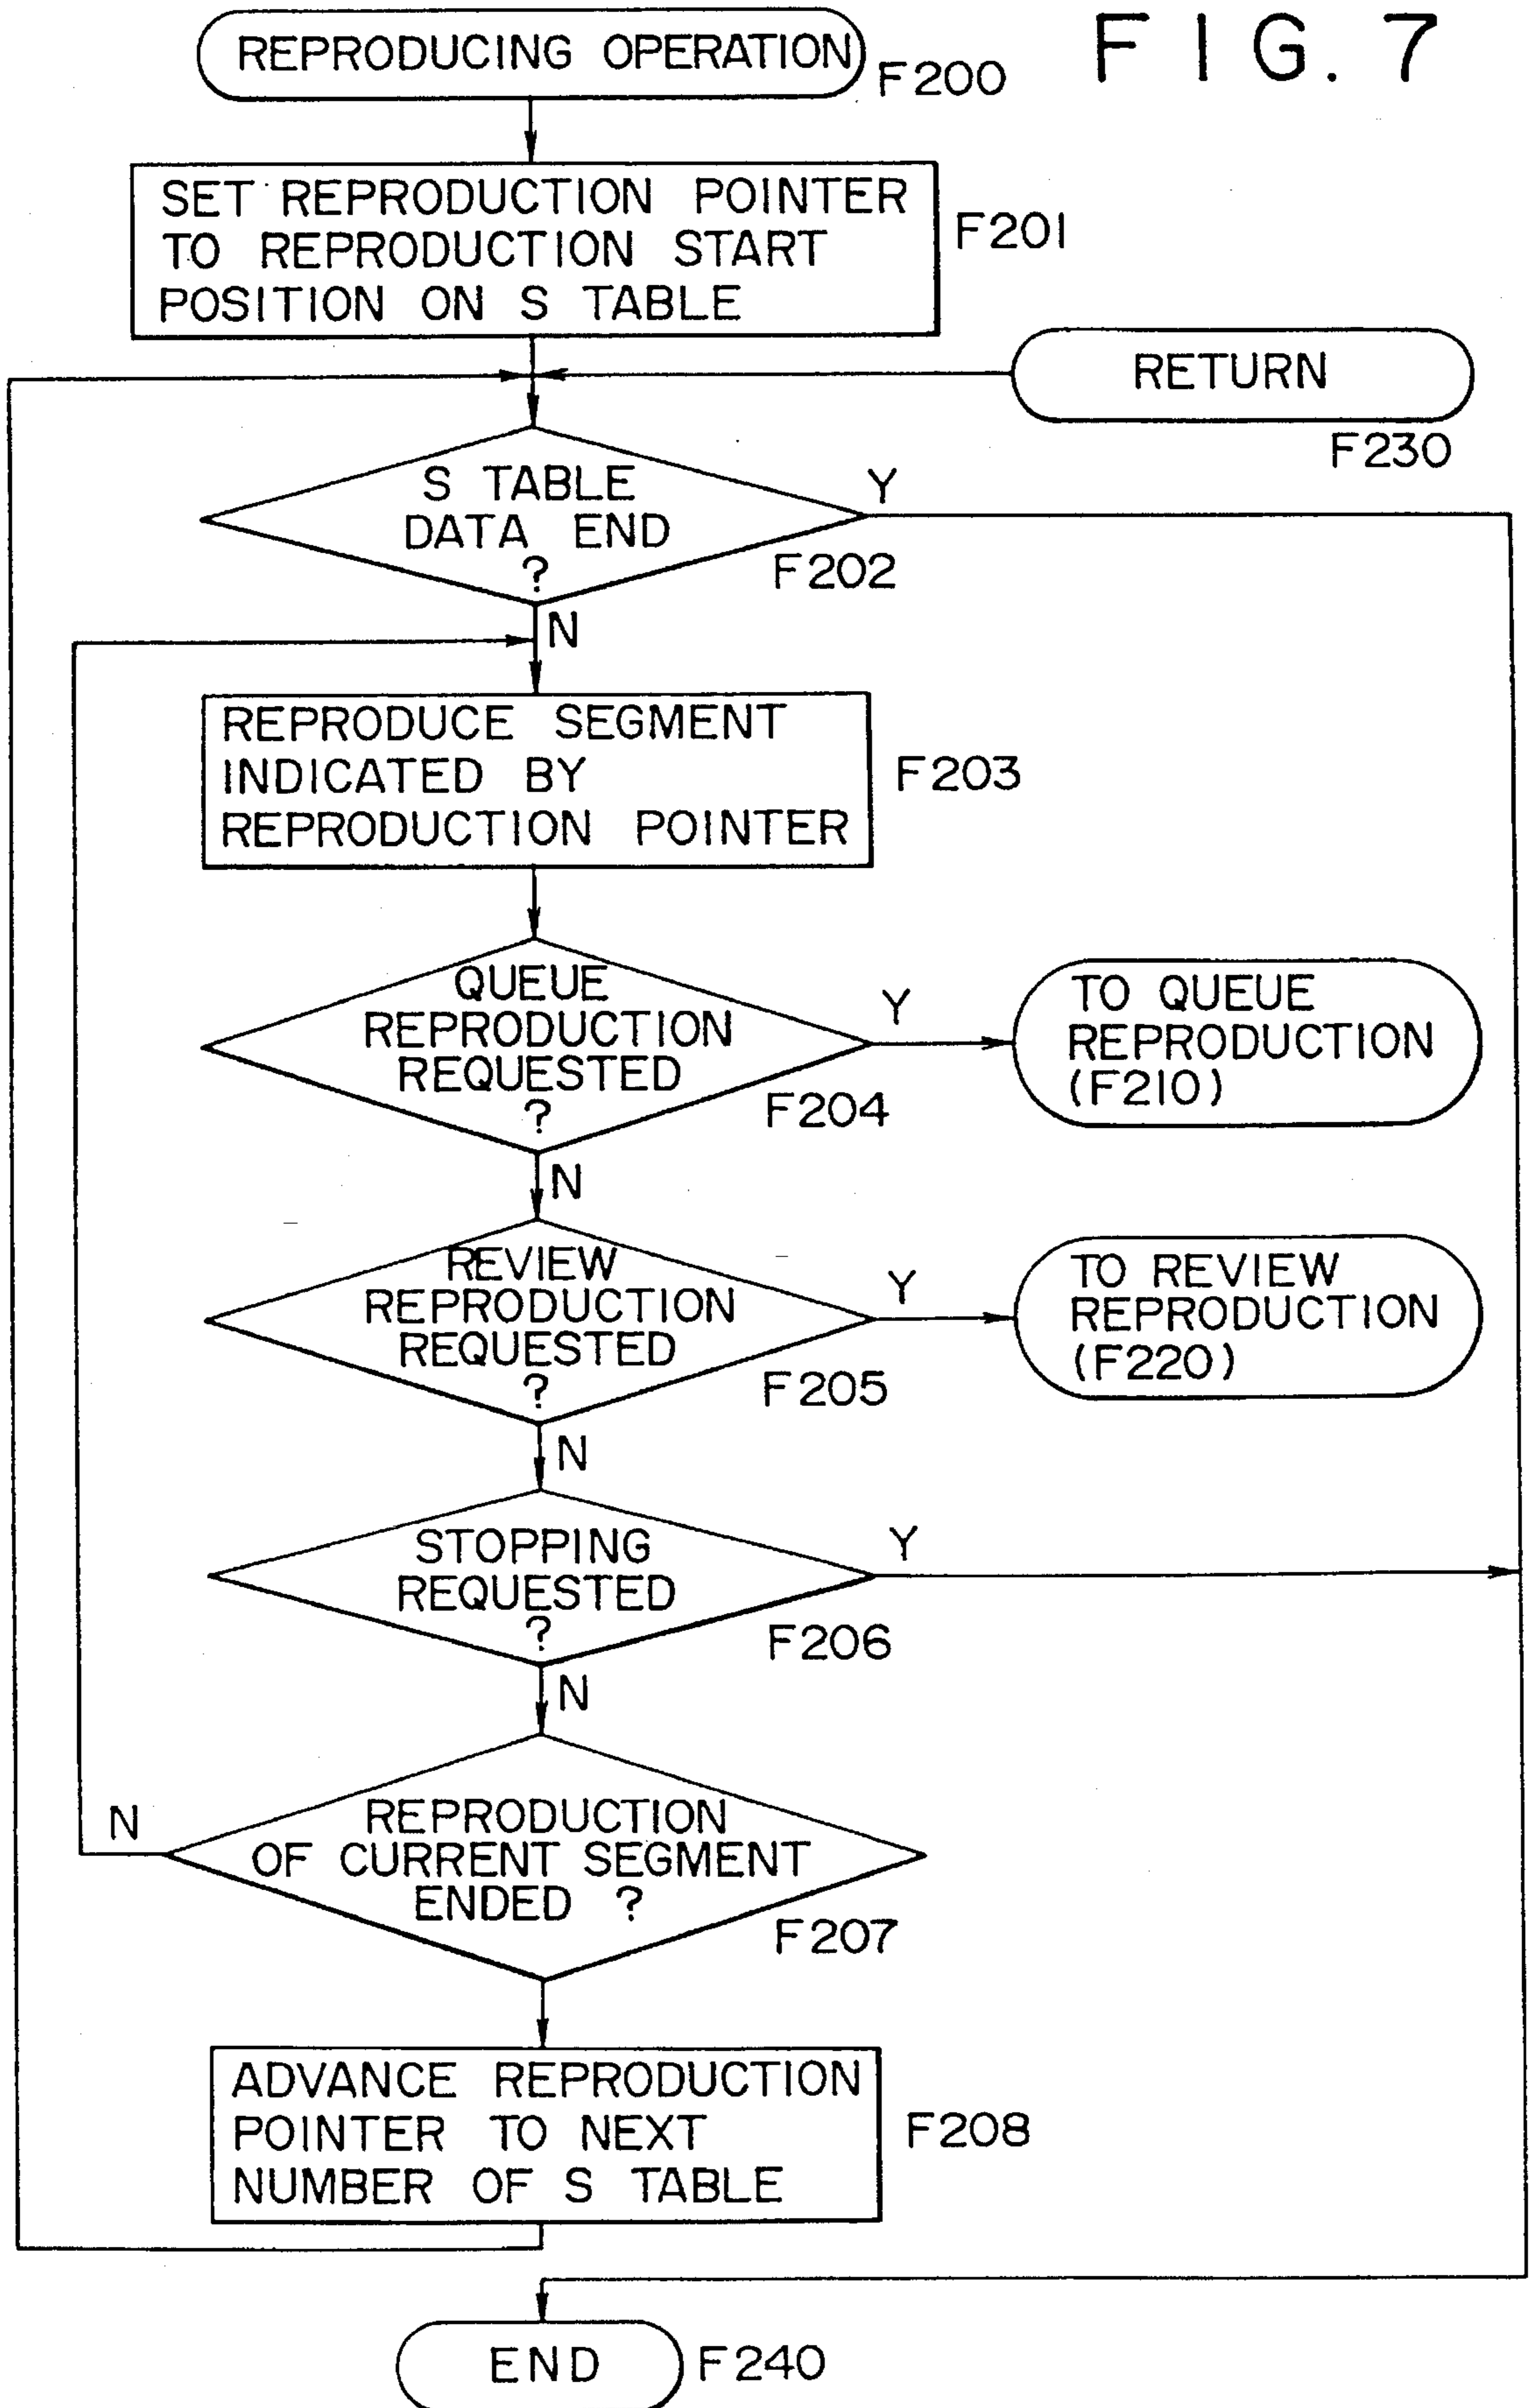 REPRODUCING OPERATION
F200
FIG. 7
SET REPRODUCTION POINTER
TO REPRODUCTION START
POSITION ON S TABLE
F201
RETURN
F230
S TABLE
DATA END
?
Y
F202
N
REPRODUCE SEGMENT
INDICATED BY
REPRODUCTION POINTER
F203
QUEUE
REPRODUCTION
REQUESTED
?
Y
F204
TO QUEUE
REPRODUCTION
(F210)
N
REVIEW
REPRODUCTION
REQUESTED
?
Y
F205
TO REVIEW
REPRODUCTION
(F220)
N
STOPPING
REQUESTED
?
Y
F206
N
REPRODUCTION
OF CURRENT SEGMENT
ENDED ?
N
F207
ADVANCE REPRODUCTION
POINTER TO NEXT
NUMBER OF S TABLE
F208
END
F240